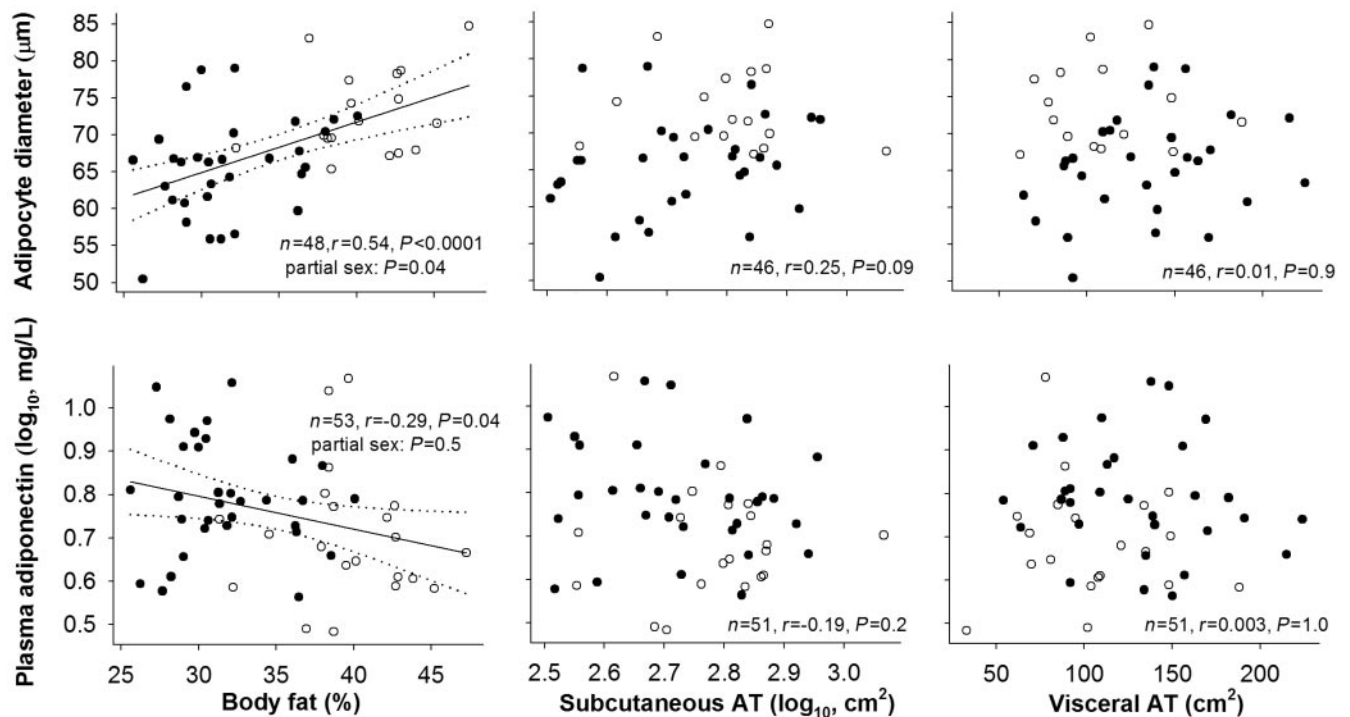 Adipocyte diameter (μm)
85
80
75
70
65
60
55
50
n=48,r=0.54, P<0.0001
partial sex: P=0.04
n=46, r=0.25, P=0.09
n=46, r=0.01, P=0.9
Plasma adiponectin (log10, mg/L)
1.0
0.9
0.8
0.7
0.6
0.5
n=53, r=-0.29, P=0.04
partial sex: P=0.5
n=51, r=-0.19, P=0.2
n=51, r=0.003, P=1.0
25 30 35 40 45
2.5 2.6 2.7 2.8 2.9 3.0
50 100 150 200
Body fat (%)
Subcutaneous AT (log10, cm²)
Visceral AT (cm²)